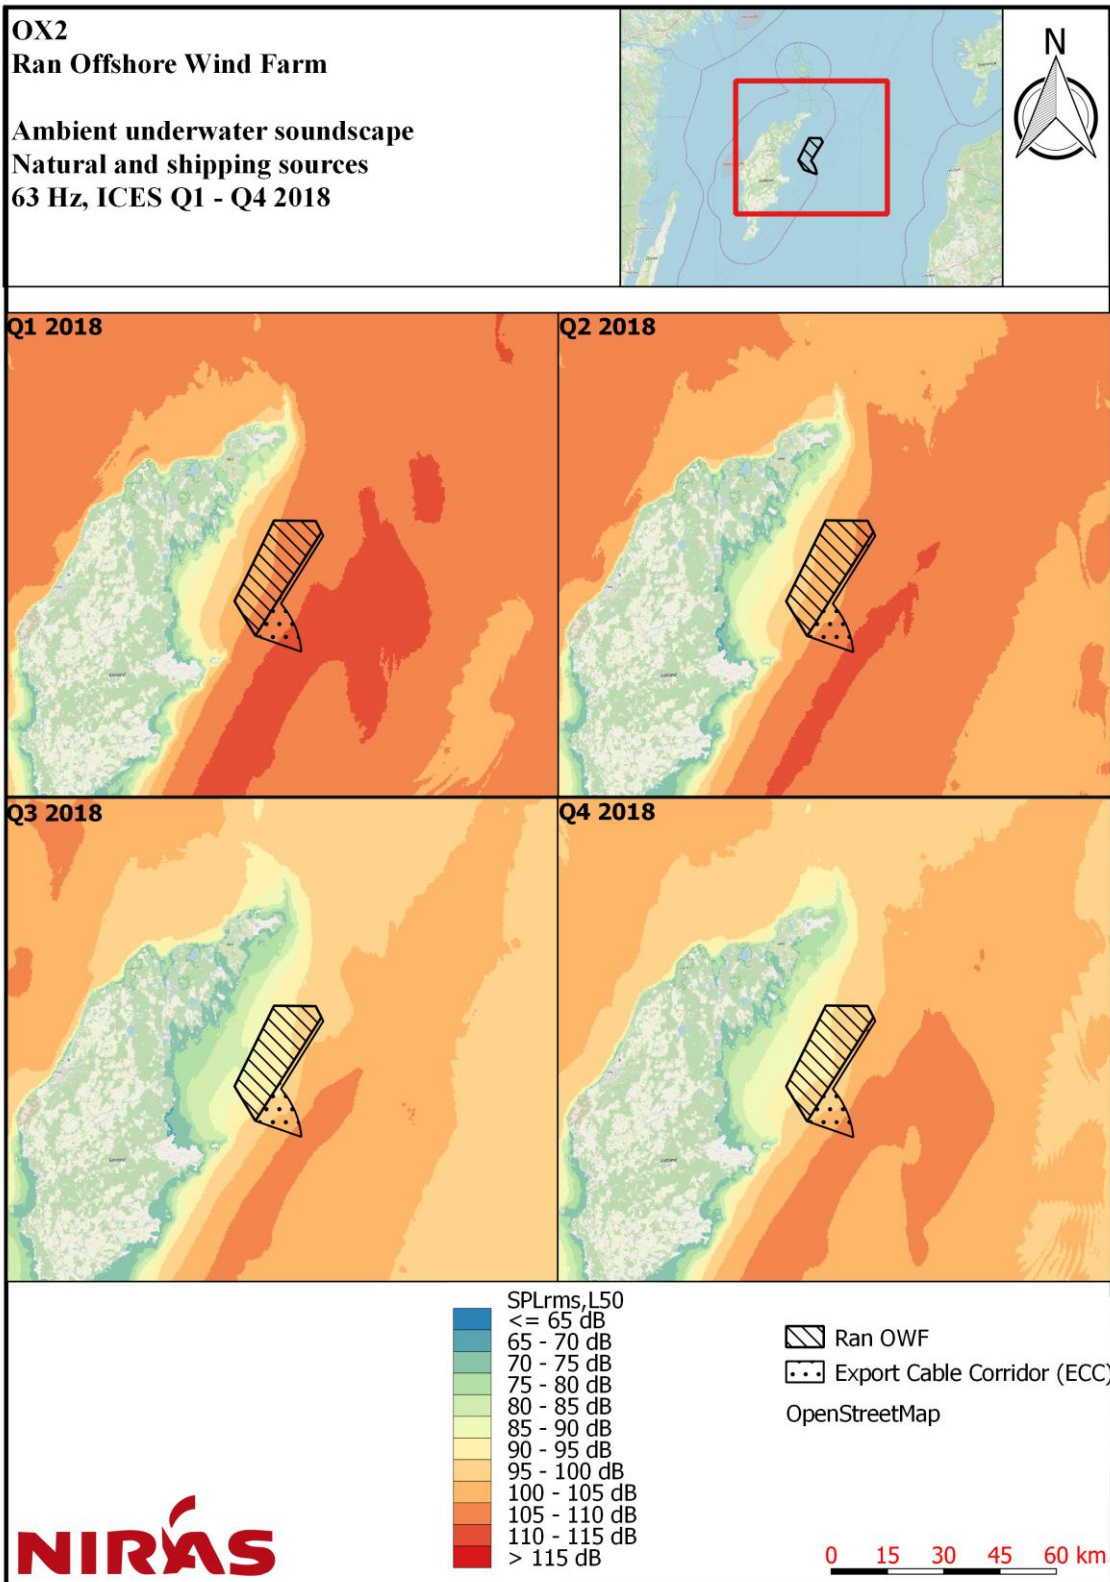 OX2
Ran Offshore Wind Farm
Ambient underwater soundscape
Natural and shipping sources
63 Hz, ICES Q1 - Q4 2018
N
Q1 2018
Q2 2018
Q3 2018
Q4 2018
SPLrms,L50
<= 65 dB
65 - 70 dB
70 - 75 dB
75 - 80 dB
80 - 85 dB
85 - 90 dB
90 - 95 dB
95 - 100 dB
100 - 105 dB
105 - 110 dB
110 - 115 dB
> 115 dB
Ran OWF
Export Cable Corridor (ECC)
OpenStreetMap
NIRAS
0 15 30 45 60 km